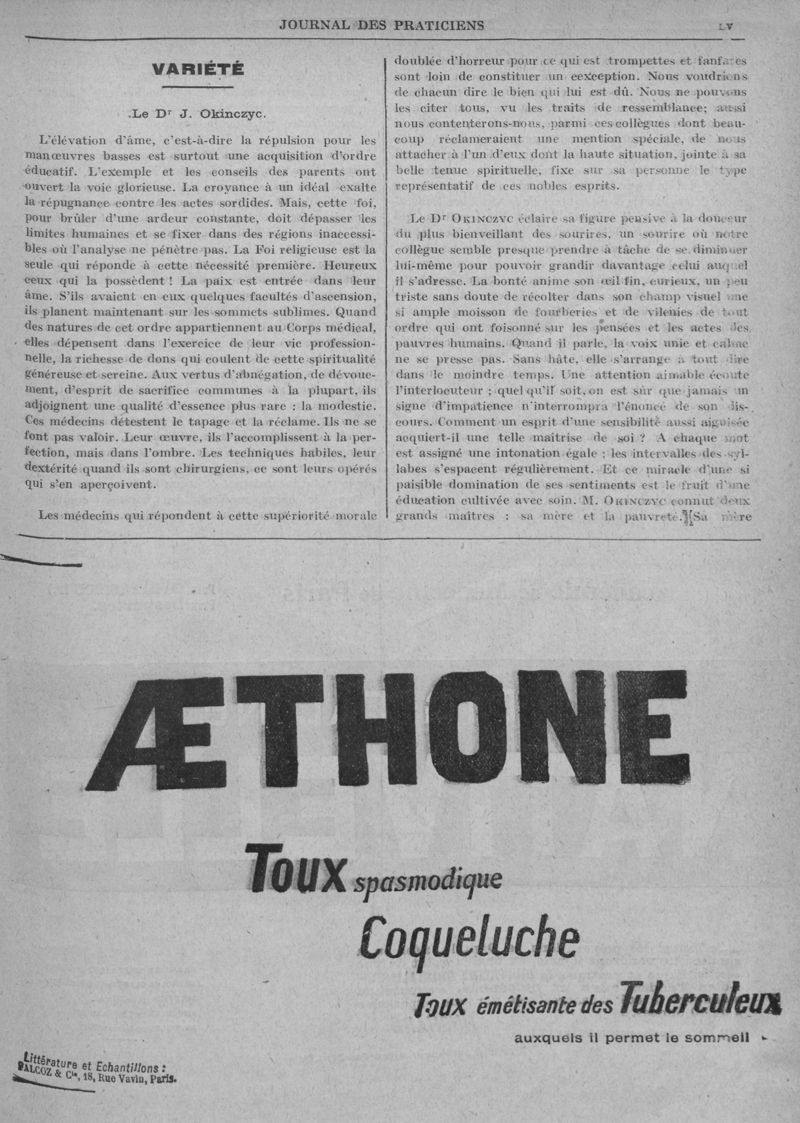 JOURNAL DES PRATICIENS
LV
VARIÉTÉ
Le Dr J. Okinczyc.
L'élévation d'âme, c'est-à-dire la répulsion pour les
manœuvres basses est surtout une acquisition d'ordre
éducatif. L'exemple et les conseils des parents ont
ouvert la voie glorieuse. La croyance à un idéal exalte
la répugnance contre les actes sordides. Mais, cette foi,
pour brûler d'une ardeur constante, doit dépasser les
limites humaines et se fixer dans des régions inaccessi-
bles où l'analyse ne pénètre pas. La Foi religieuse est la
seule qui réponde à cette nécessité première. Heureux
ceux qui la possèdent ! La paix est entrée dans leur
âme. S'ils avaient en eux quelques facultés d'ascension,
ils planent maintenant sur les sommets sublimes. Quand
des natures de cet ordre appartiennent au Corps médical,
elles dépensent dans l'exercice de leur vie profession-
nelle, la richesse de dons qui coulent de cette spiritualité
généreuse et sereine. Aux vertus d'abnégation, de dévoue-
ment, d'esprit de sacrifice communes à la plupart, ils
adjoignent une qualité d'essence plus rare : la modestie.
Ces médecins détestent le tapage et la réclame. Ils ne se
font pas valoir. Leur œuvre, ils l'accomplissent à la per-
fection, mais dans l'ombre. Les techniques habiles, leur
dextérité quand ils sont chirurgiens, ce sont leurs opérés
qui s'en aperçoivent.
Les médecins qui répondent à cette supériorité morale
doublée d'horreur pour ce qui est trompettes et fanfares
sont loin de constituer un eexception. Nous voudrions
de chacun dire le bien qui lui est dû. Nous ne pouvons
les citer tous, vu les traits de ressemblance; aussi
nous contenterons-nous, parmi ces collègues dont beau-
coup réclameraient une mention spéciale, de nous
attacher à l'un d'eux dont la haute situation, jointe à sa
belle tenue spirituelle, fixe sur sa personne le type
représentatif de ces nobles esprits.
Le Dr OKINCZYC éclaire sa figure pensive à la douceur
du plus bienveillant des sourires, un sourire où notre
collègue semble presque prendre à tâche de se diminuer
lui-même pour pouvoir grandir davantage celui auquel
il s'adresse. La bonté anime son œil fin, curieux, un peu
triste sans doute de récolter dans son champ visuel une
si ample moisson de fourberies et de vilenies de tout
ordre qui ont foisonné sur les pensées et les actes des
pauvres humains. Quand il parle, la voix unie et calme
ne se presse pas. Sans hâte, elle s'arrange à tout dire
dans le moindre temps. Une attention aimable écoute
l'interlocuteur ; quel qu'il soit, on est sûr que jamais un
signe d'impatience n'interrompra l'énoncé de son dis-
cours. Comment un esprit d'une sensibilité aussi aiguisée
acquiert-il une telle maîtrise de soi ? A chaque mot
est assigné une intonation égale ; les intervalles des syl-
labes s'espacent régulièrement. Et ce miracle d'une si
paisible domination de ses sentiments est le fruit d'une
éducation cultivée avec soin. M. OKINCZYC connut deux
grands maîtres : sa mère et la pauvreté. Sa mère
ÆTHONE
Toux spasmodique
Coqueluche
Toux émétisante des Tuberculeux
auxquels il permet le sommeil
Littérature et Echantillons :
FALCOZ & Cie, 18, Rue Vavin, Paris.